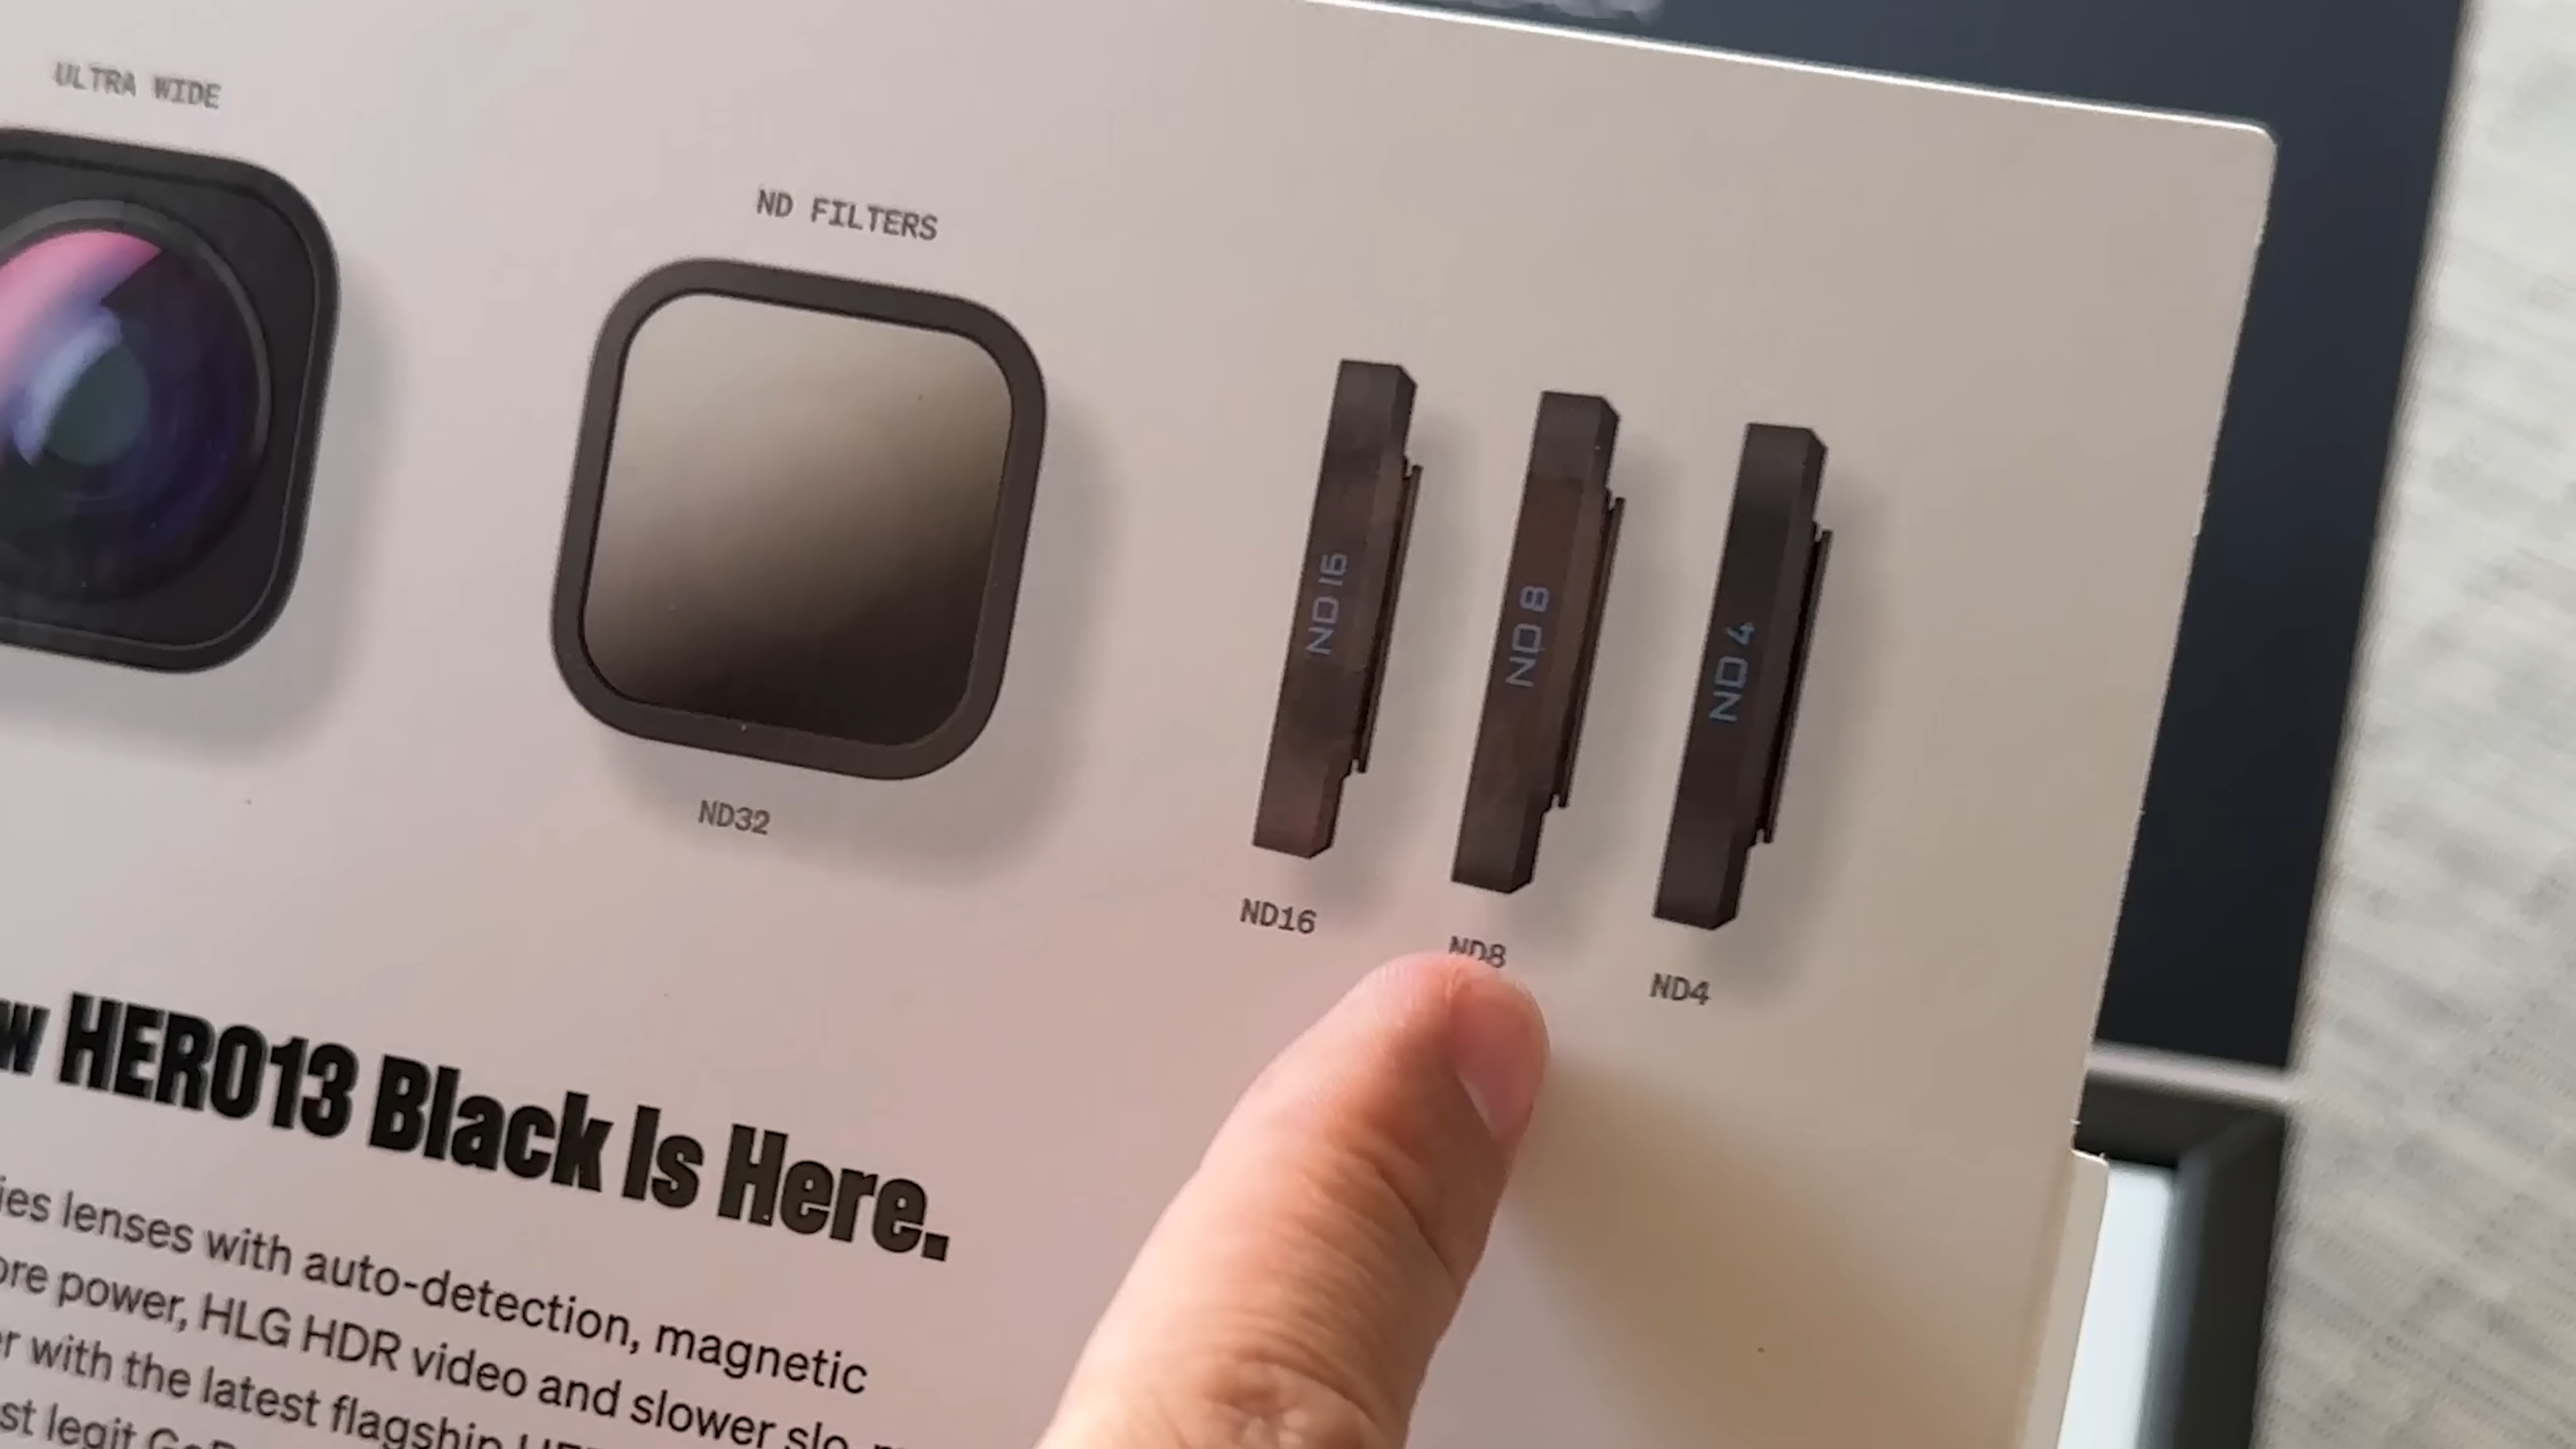 ULTRA WIDE
ND FILTERS
ND 16
ND 8
ND 4
ND32
ND16
ND8
ND4
HERO13 Black Is Here.
lenses with auto-detection, magnetic
power, HLG HDR video and slower
with the latest flagship
legit